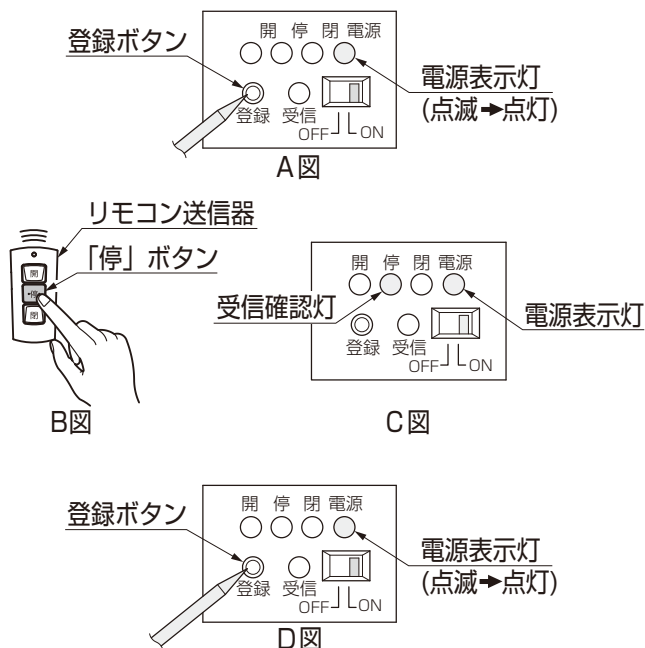 開 停 閉 電源
登録ボタン
電源表示灯
(点滅➡点灯)
登録 受信
OFF ON
A図
リモコン送信器
「停」ボタン
開
停
閉
B図
開 停 閉 電源
受信確認灯
電源表示灯
登録 受信
OFF ON
C図
開 停 閉 電源
登録ボタン
電源表示灯
(点滅➡点灯)
登録 受信
OFF ON
D図